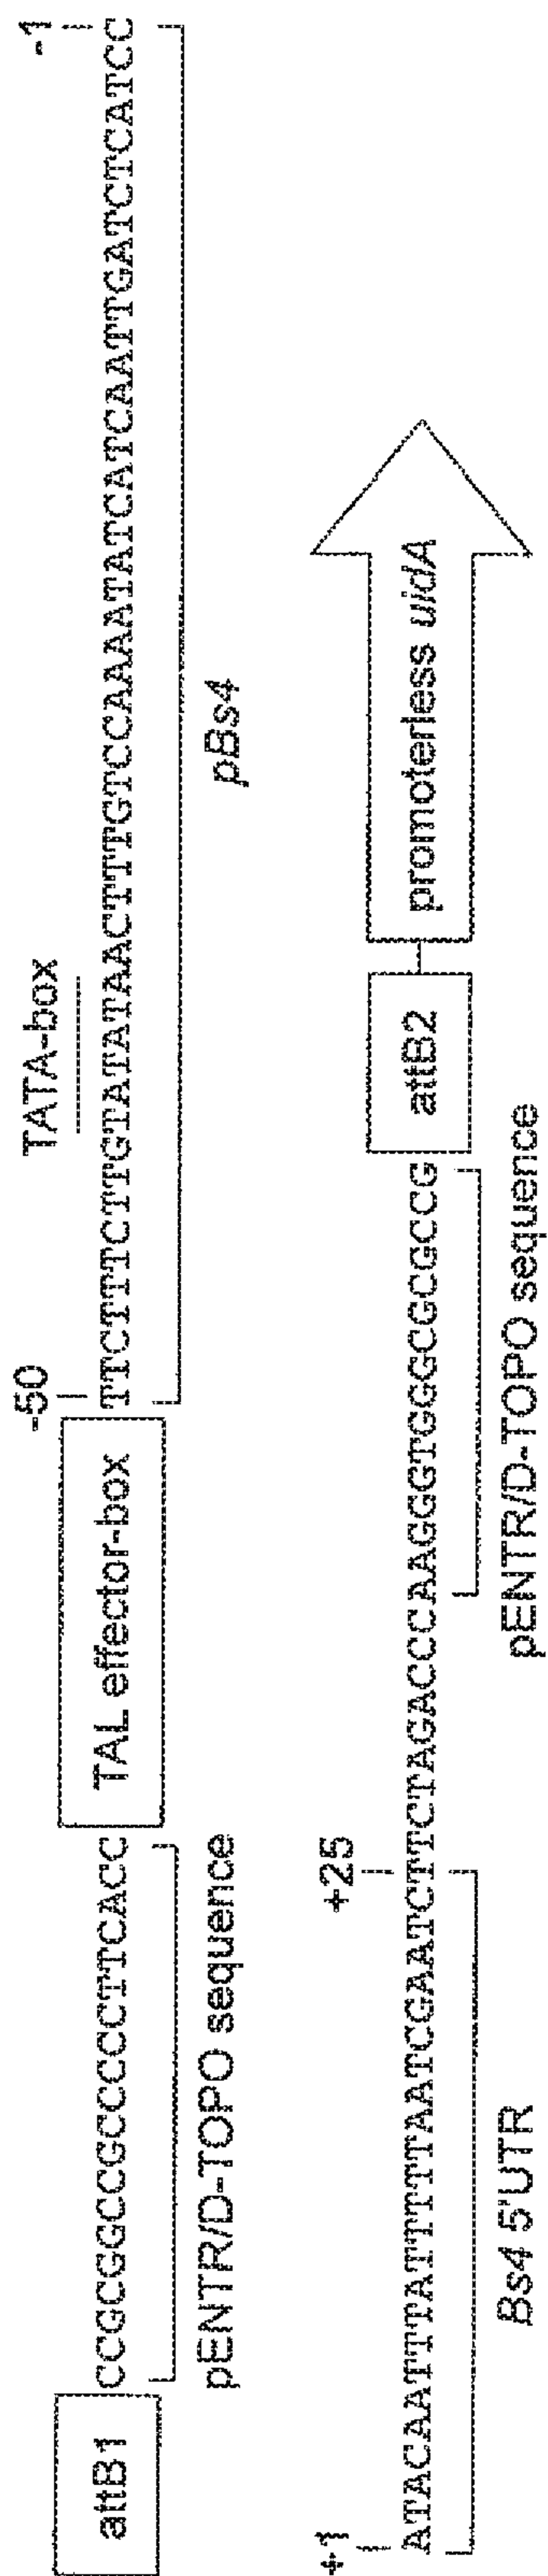 -50 TATA-box -1
attB1 CCGCGGCCGCCCCCTTCACC TAL effector-box TTCTTTCTTGTATATAACTTTGTCCAAAATATCATCAATTGATCTCATCC
pENTR/D-TOPO sequence pBs4
+1 +25
ATACAATTTATTTTTAATCGAATCTTCTAGACCCAAGGGTGGGCGCGCCG attB2 promoterless uidA
Bs4 5'UTR pENTR/D-TOPO sequence